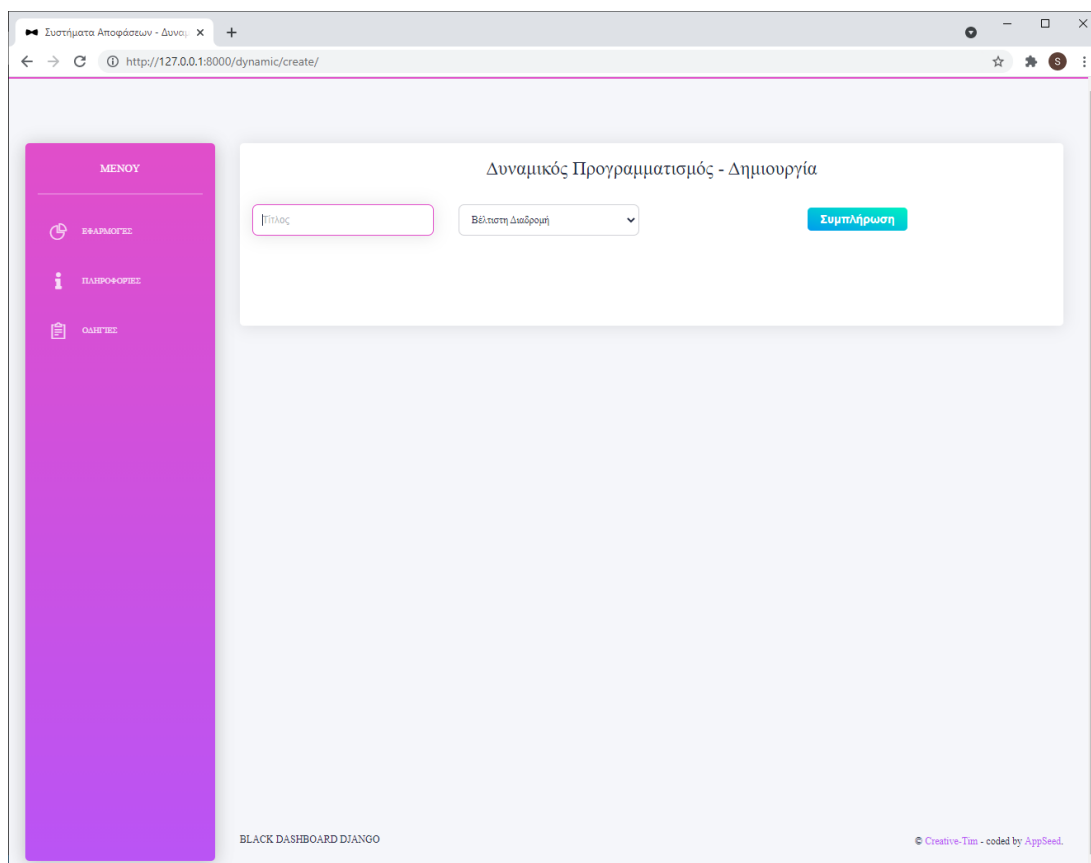 Συστήματα Αποφάσεων - Δυναμ
http://127.0.0.1:8000/dynamic/create/
S
ΜΕΝΟΥ
ΕΦΑΡΜΟΓΕΣ
ΠΛΗΡΟΦΟΡΙΕΣ
ΟΔΗΓΙΕΣ
Δυναμικός Προγραμματισμός - Δημιουργία
Τίτλος
Βέλτιστη Διαδρομή
Συμπλήρωση
BLACK DASHBOARD DJANGO
© Creative-Tim - coded by AppSeed.